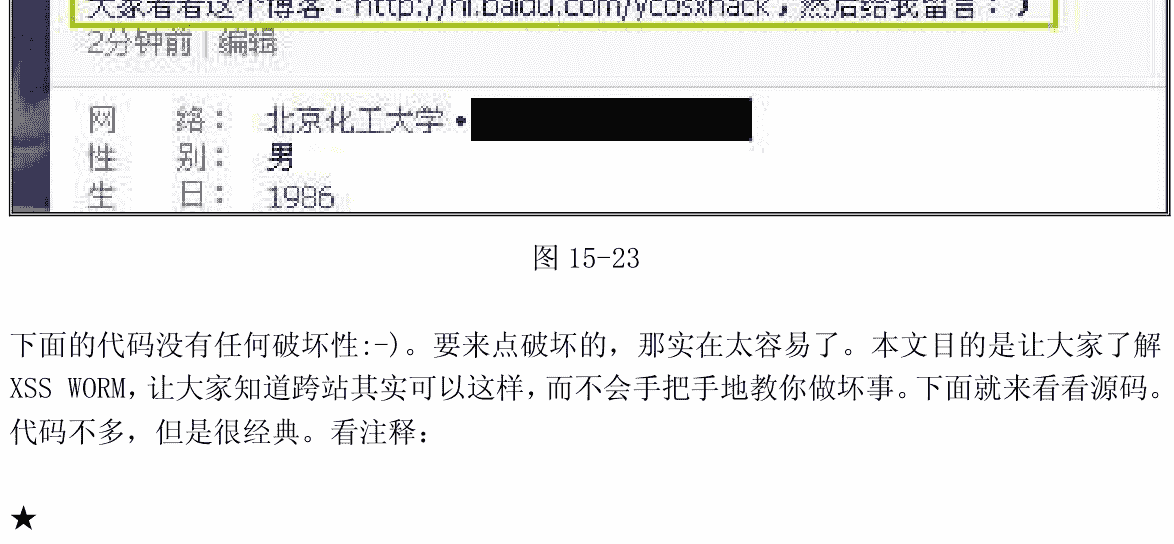 大家看看这个博客：http://hi.baidu.com/ycosxhack，然后给我留言：）
2分钟前 | 编辑
网 络： 北京化工大学 •
性 别： 男
生 日： 1986
图 15-23
下面的代码没有任何破坏性:-)。要来点破坏的，那实在太容易了。本文目的是让大家了解
XSS WORM，让大家知道跨站其实可以这样，而不会手把手地教你做坏事。下面就来看看源码。
代码不多，但是很经典。看注释：
★